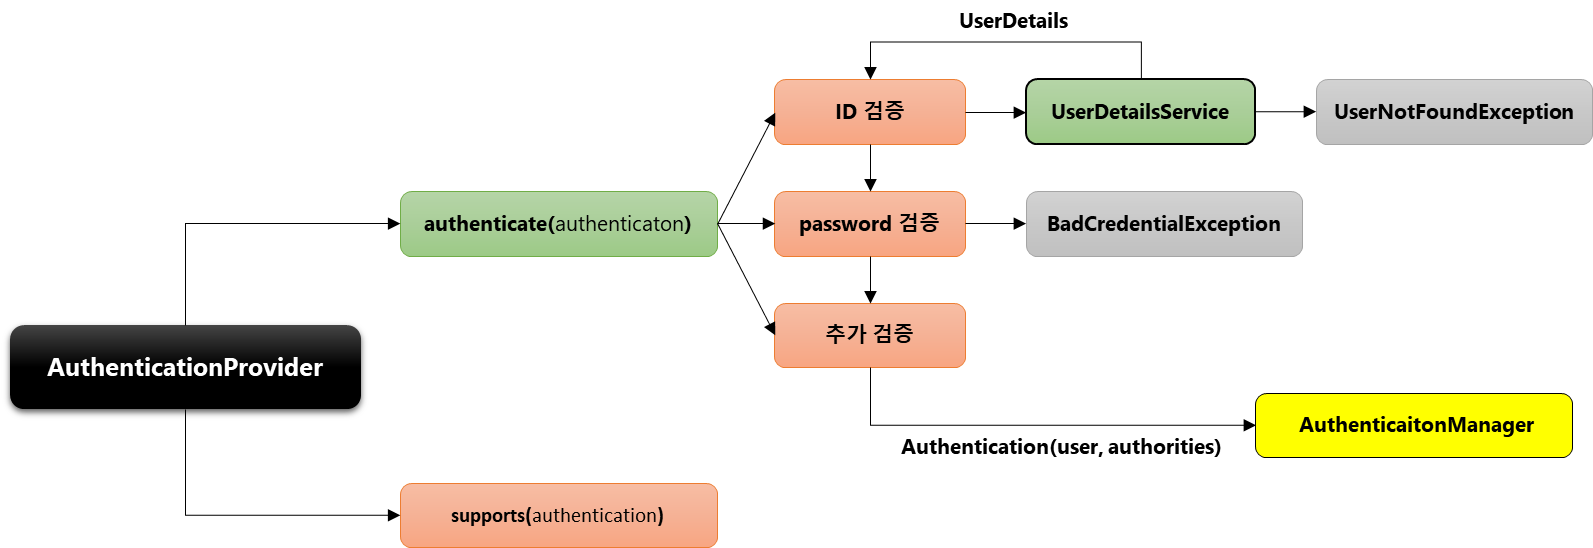 UserDetails
ID 검증
UserDetailsService
UserNotFoundException
authenticate(authenticaton)
password 검증
BadCredentialException
추가 검증
AuthenticationProvider
AuthenticaitonManager
Authentication(user, authorities)
supports(authentication)